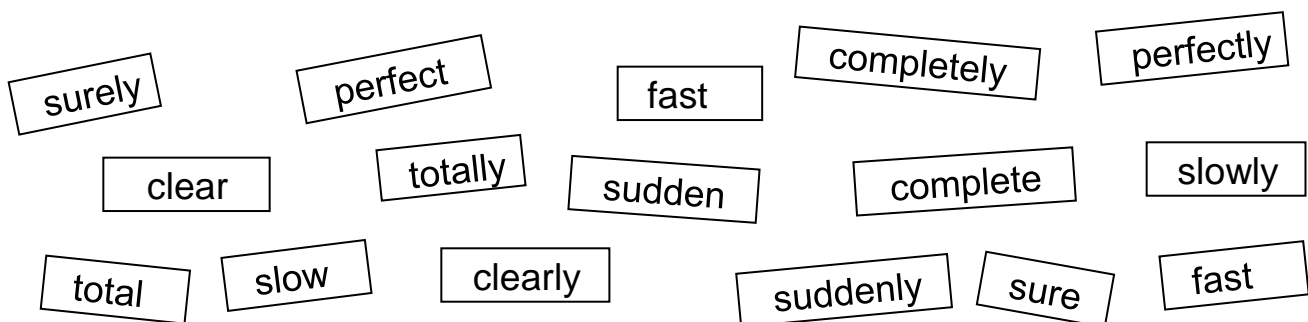 surely
perfect
fast
completely
perfectly
clear
totally
sudden
complete
slowly
total
slow
clearly
suddenly
sure
fast